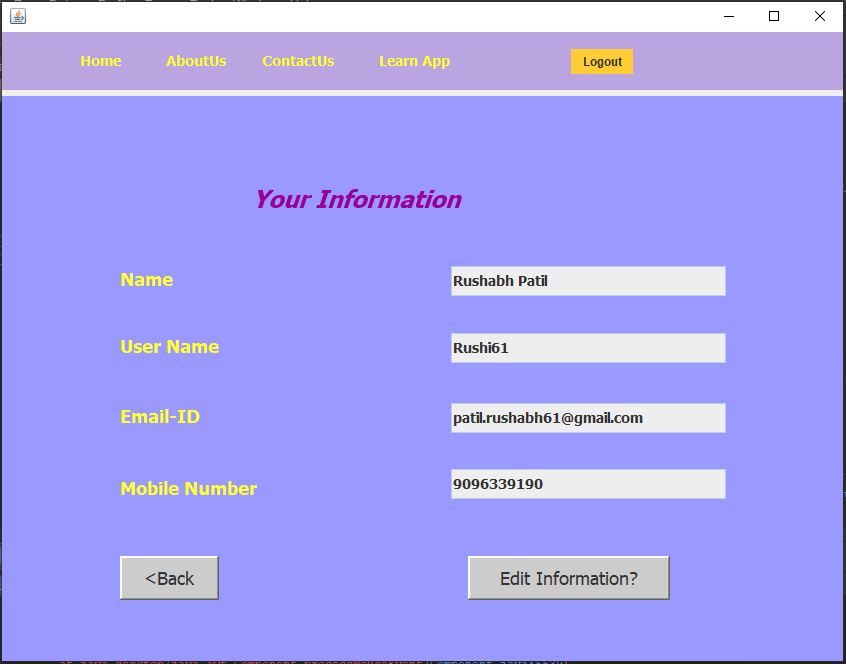 Home AboutUs ContactUs Learn App Logout
Your Information
Name Rushabh Patil
User Name Rushi61
Email-ID patil.rushabh61@gmail.com
Mobile Number 9096339190
<Back Edit Information?